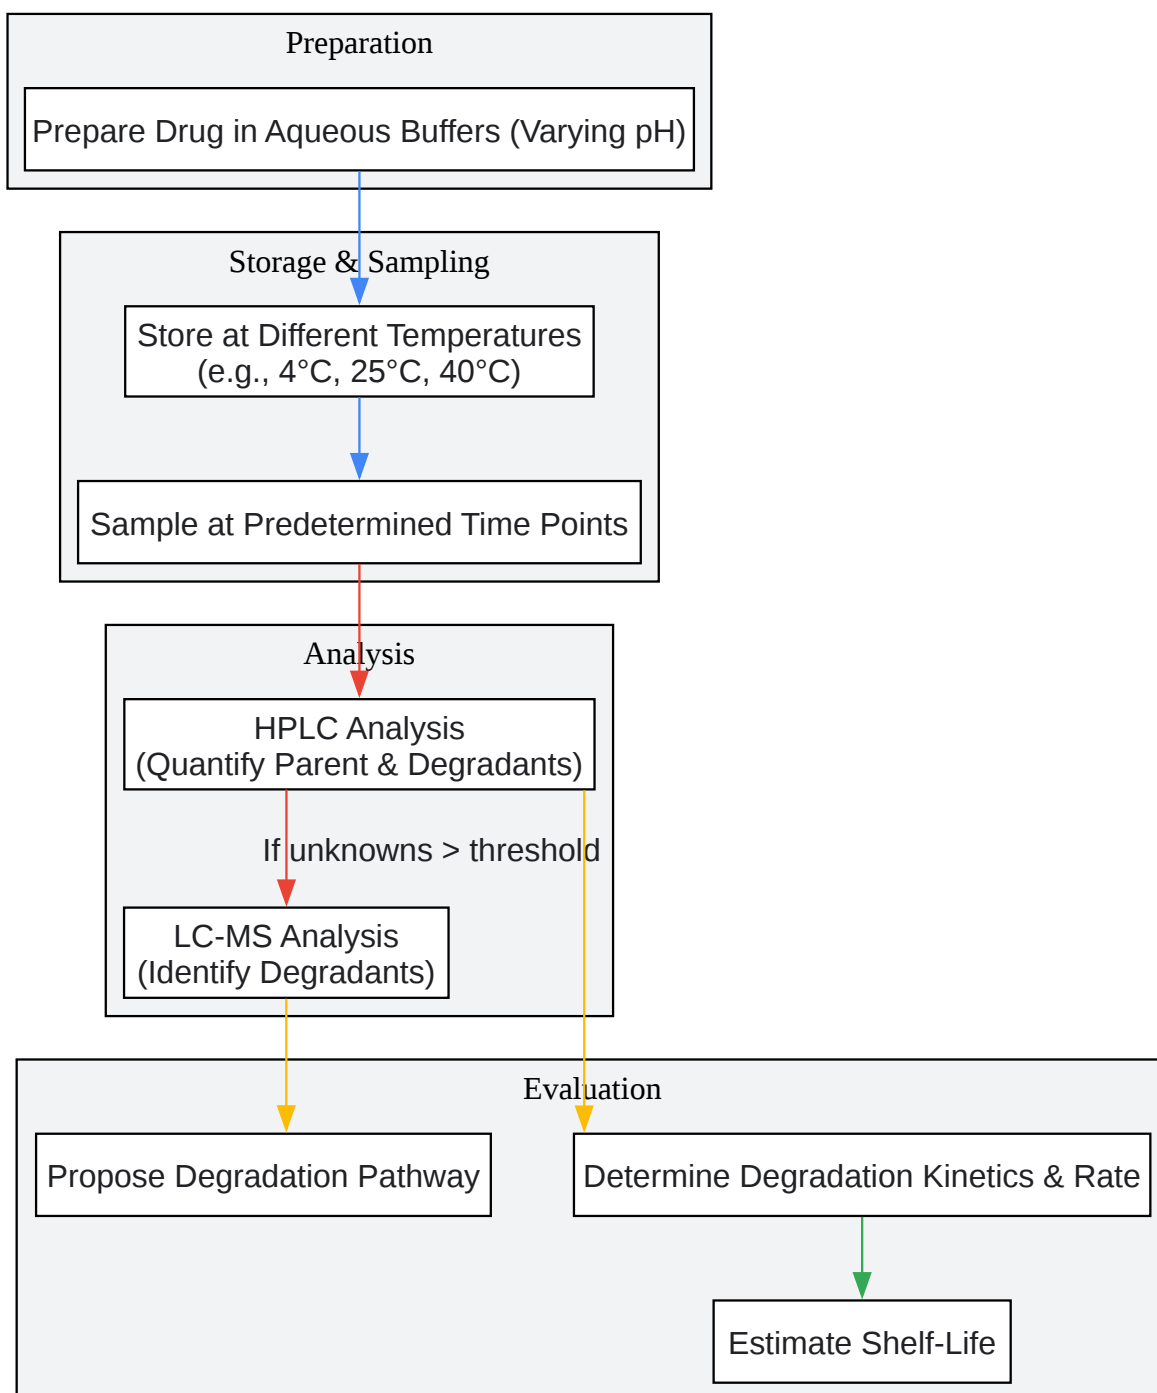 Preparation
Prepare Drug in Aqueous Buffers (Varying pH)
Storage & Sampling
Store at Different Temperatures
(e.g., 4°C, 25°C, 40°C)
Sample at Predetermined Time Points
Analysis
HPLC Analysis
(Quantify Parent & Degradants)
If unknowns > threshold
LC-MS Analysis
(Identify Degradants)
Evaluation
Propose Degradation Pathway
Determine Degradation Kinetics & Rate
Estimate Shelf-Life